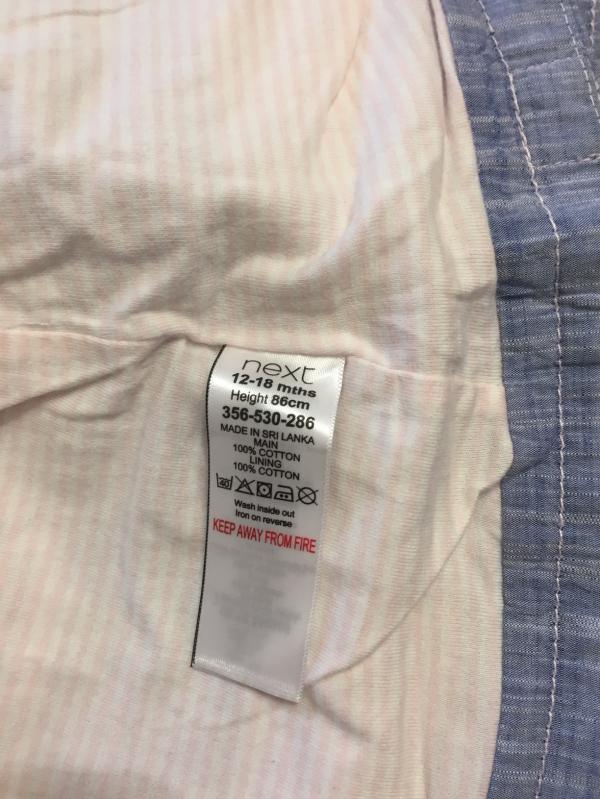 next
12-18 mths
Height 86cm
356-530-286
MADE IN SRI LANKA
MAIN
100% COTTON
LINING
100% COTTON
40
Wash inside out
Iron on reverse
KEEP AWAY FROM FIRE